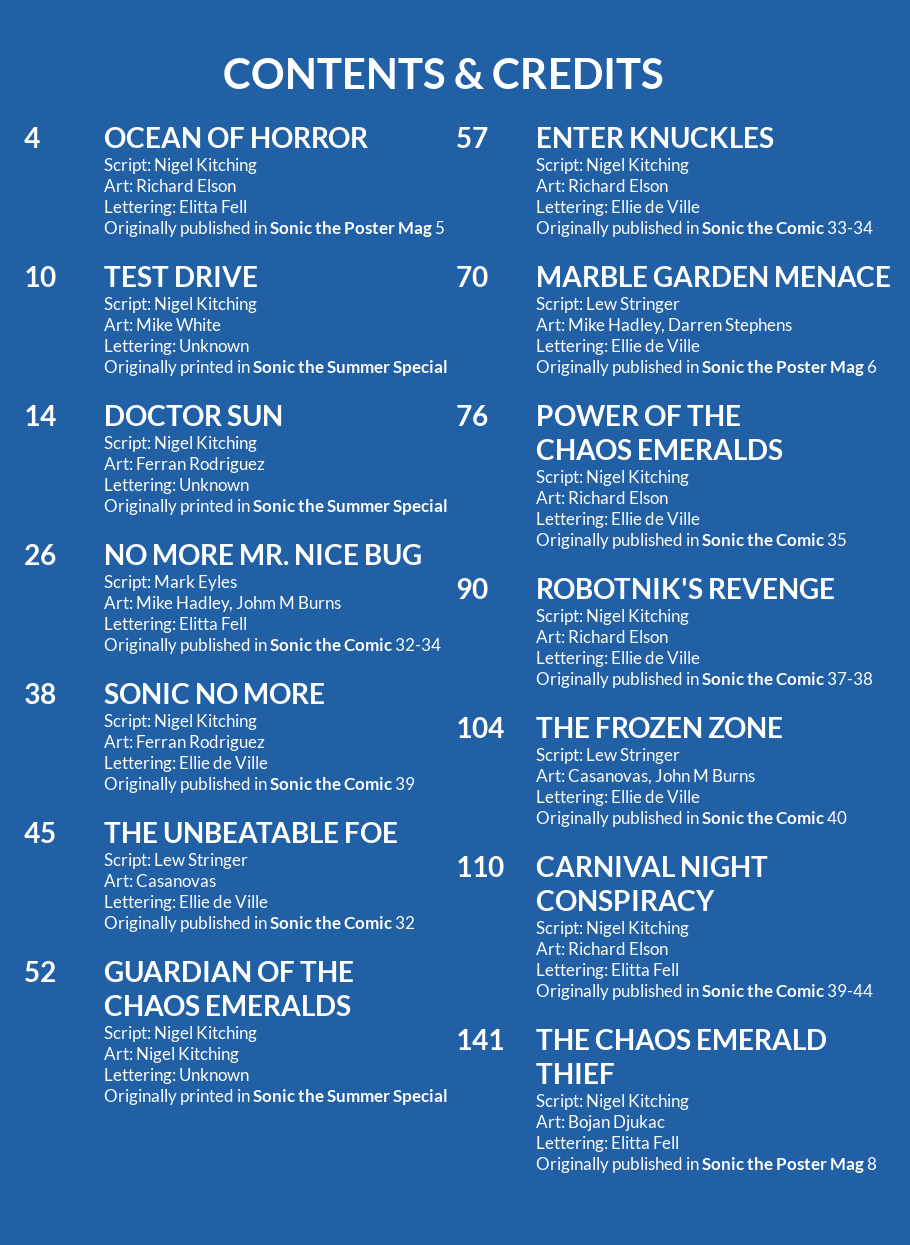 CONTENTS & CREDITS
4 OCEAN OF HORROR
Script: Nigel Kitching
Art: Richard Elson
Lettering: Elitta Fell
Originally published in Sonic the Poster Mag 5
10 TEST DRIVE
Script: Nigel Kitching
Art: Mike White
Lettering: Unknown
Originally printed in Sonic the Summer Special
14 DOCTOR SUN
Script: Nigel Kitching
Art: Ferran Rodriguez
Lettering: Unknown
Originally printed in Sonic the Summer Special
26 NO MORE MR. NICE BUG
Script: Mark Eyles
Art: Mike Hadley, Johm M Burns
Lettering: Elitta Fell
Originally published in Sonic the Comic 32-34
38 SONIC NO MORE
Script: Nigel Kitching
Art: Ferran Rodriguez
Lettering: Ellie de Ville
Originally published in Sonic the Comic 39
45 THE UNBEATABLE FOE
Script: Lew Stringer
Art: Casanovas
Lettering: Ellie de Ville
Originally published in Sonic the Comic 32
52 GUARDIAN OF THE
CHAOS EMERALDS
Script: Nigel Kitching
Art: Nigel Kitching
Lettering: Unknown
Originally printed in Sonic the Summer Special
57 ENTER KNUCKLES
Script: Nigel Kitching
Art: Richard Elson
Lettering: Ellie de Ville
Originally published in Sonic the Comic 33-34
70 MARBLE GARDEN MENACE
Script: Lew Stringer
Art: Mike Hadley, Darren Stephens
Lettering: Ellie de Ville
Originally published in Sonic the Poster Mag 6
76 POWER OF THE
CHAOS EMERALDS
Script: Nigel Kitching
Art: Richard Elson
Lettering: Ellie de Ville
Originally published in Sonic the Comic 35
90 ROBOTNIK'S REVENGE
Script: Nigel Kitching
Art: Richard Elson
Lettering: Ellie de Ville
Originally published in Sonic the Comic 37-38
104 THE FROZEN ZONE
Script: Lew Stringer
Art: Casanovas, John M Burns
Lettering: Ellie de Ville
Originally published in Sonic the Comic 40
110 CARNIVAL NIGHT
CONSPIRACY
Script: Nigel Kitching
Art: Richard Elson
Lettering: Elitta Fell
Originally published in Sonic the Comic 39-44
141 THE CHAOS EMERALD
THIEF
Script: Nigel Kitching
Art: Bojan Djukac
Lettering: Elitta Fell
Originally published in Sonic the Poster Mag 8